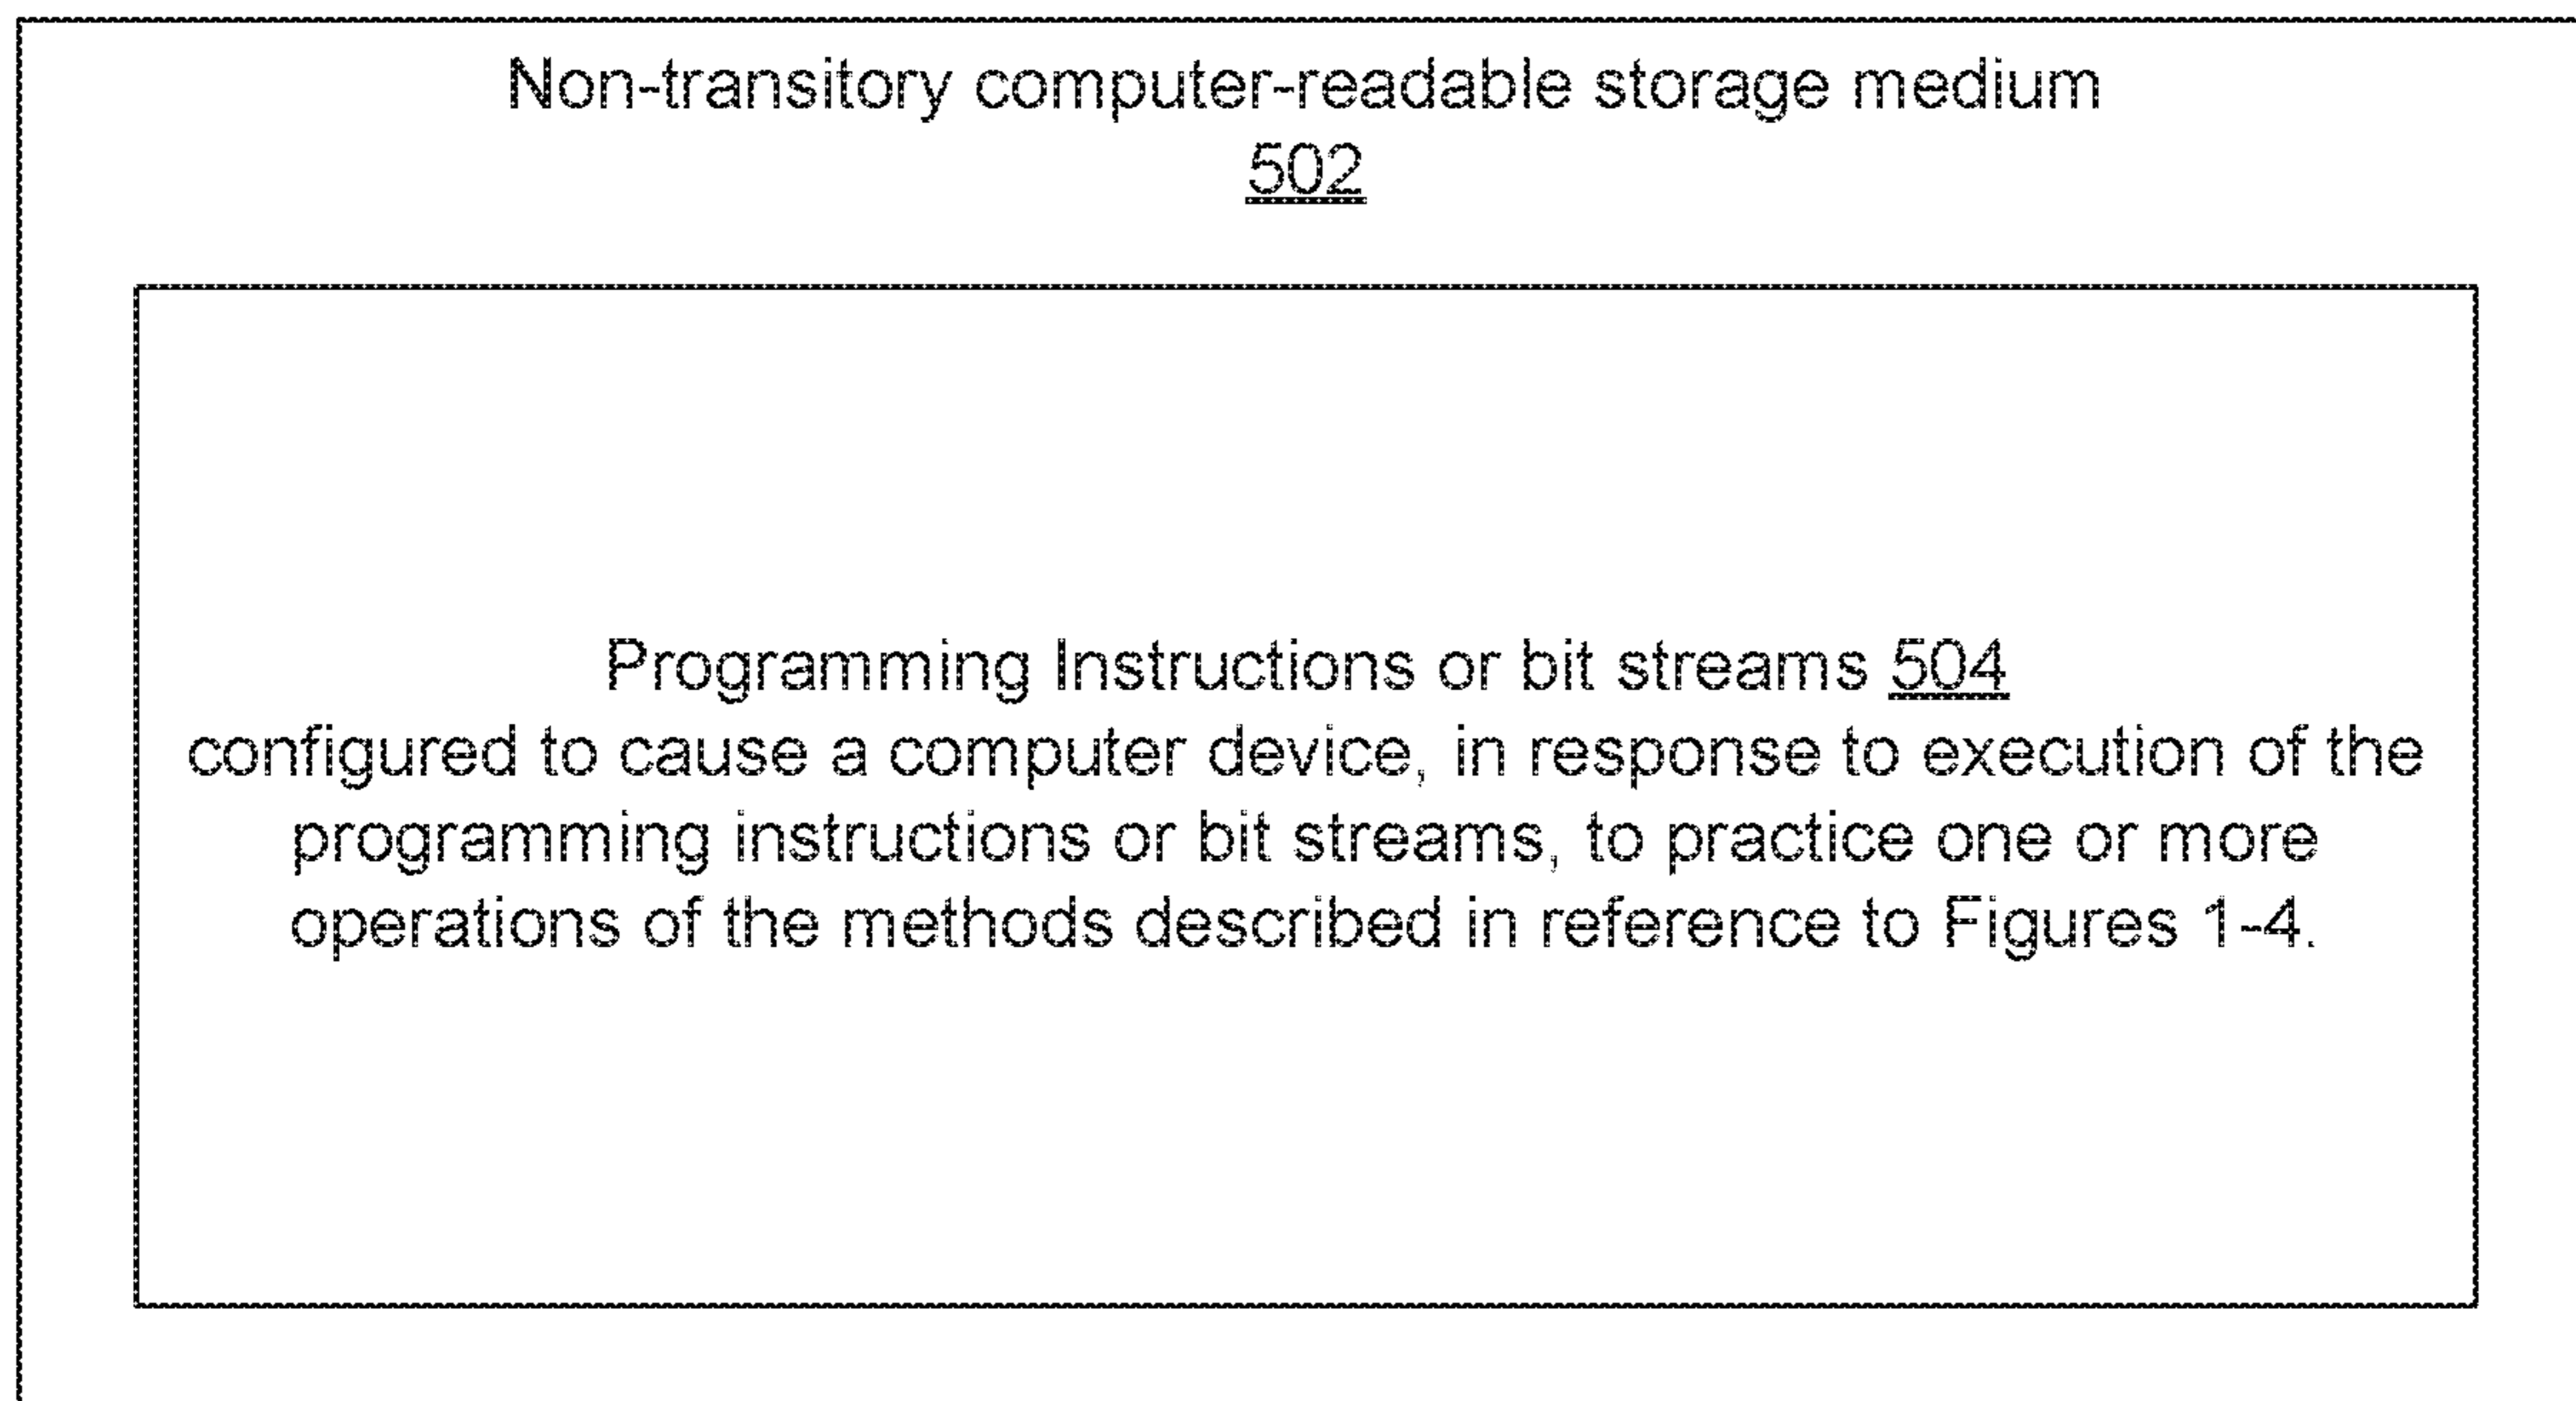 Non-transitory computer-readable storage medium
502
Programming Instructions or bit streams 504
configured to cause a computer device, in response to execution of the
programming instructions or bit streams, to practice one or more
operations of the methods described in reference to Figures 1-4.